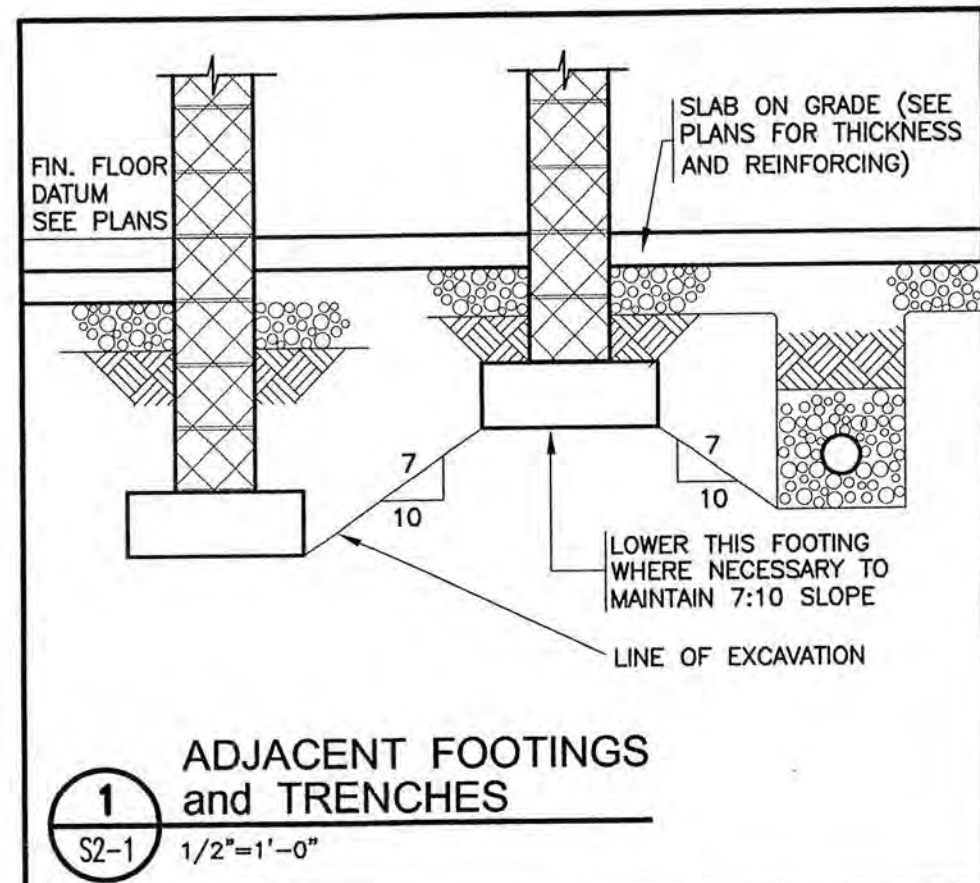 SLAB ON GRADE (SEE
PLANS FOR THICKNESS
AND REINFORCING)
FIN. FLOOR
DATUM
SEE PLANS
7
10
7
10
LOWER THIS FOOTING
WHERE NECESSARY TO
MAINTAIN 7:10 SLOPE
LINE OF EXCAVATION
ADJACENT FOOTINGS
and TRENCHES
1
S2-1
1/2"=1'-0"